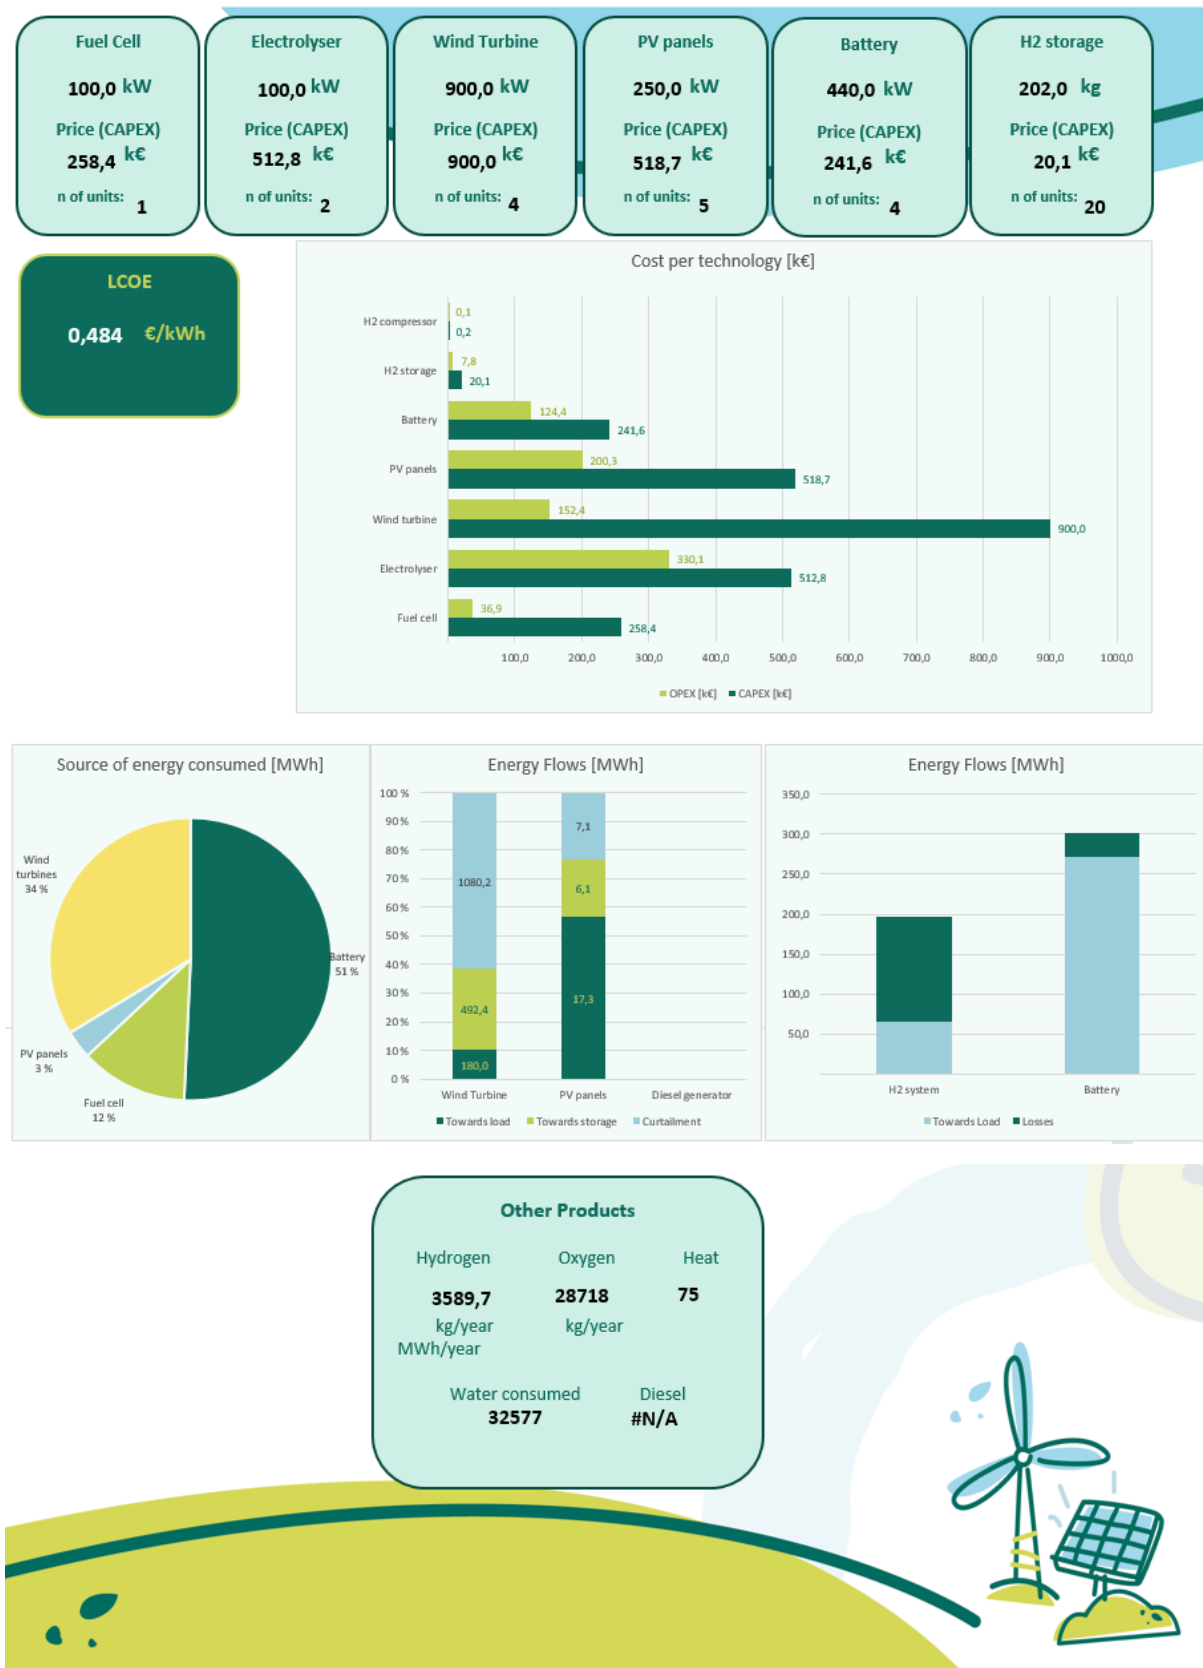 Fuel Cell
100,0 kW
Price (CAPEX)
258,4 k€
n of units: 1
Electrolyser
100,0 kW
Price (CAPEX)
512,8 k€
n of units: 2
Wind Turbine
900,0 kW
Price (CAPEX)
900,0 k€
n of units: 4
PV panels
250,0 kW
Price (CAPEX)
518,7 k€
n of units: 5
Battery
440,0 kW
Price (CAPEX)
241,6 k€
n of units: 4
H2 storage
202,0 kg
Price (CAPEX)
20,1 k€
n of units: 20
LCOE
0,484 €/kWh
Cost per technology [k€]
H2 compressor
0,1
0,2
H2 storage
7,8
20,1
Battery
124,4
241,6
PV panels
200,3
518,7
Wind turbine
152,4
900,0
Electrolyser
330,1
512,8
Fuel cell
36,9
258,4
100,0 200,0 300,0 400,0 500,0 600,0 700,0 800,0 900,0 1000,0
OPEX [k€] CAPEX [k€]
Source of energy consumed [MWh]
Wind
turbines
34 %
Battery
51 %
PV panels
3 %
Fuel cell
12 %
Energy Flows [MWh]
100 %
90 %
80 %
70 %
60 %
50 %
40 %
30 %
20 %
10 %
0 %
1080,2
492,4
180,0
7,1
6,1
17,3
Wind Turbine PV panels Diesel generator
Towards load Towards storage Curtailment
Energy Flows [MWh]
350,0
300,0
250,0
200,0
150,0
100,0
50,0
H2 system Battery
Towards Load Losses
Other Products
Hydrogen Oxygen Heat
3589,7 28718 75
kg/year kg/year
MWh/year
Water consumed Diesel
32577 #N/A